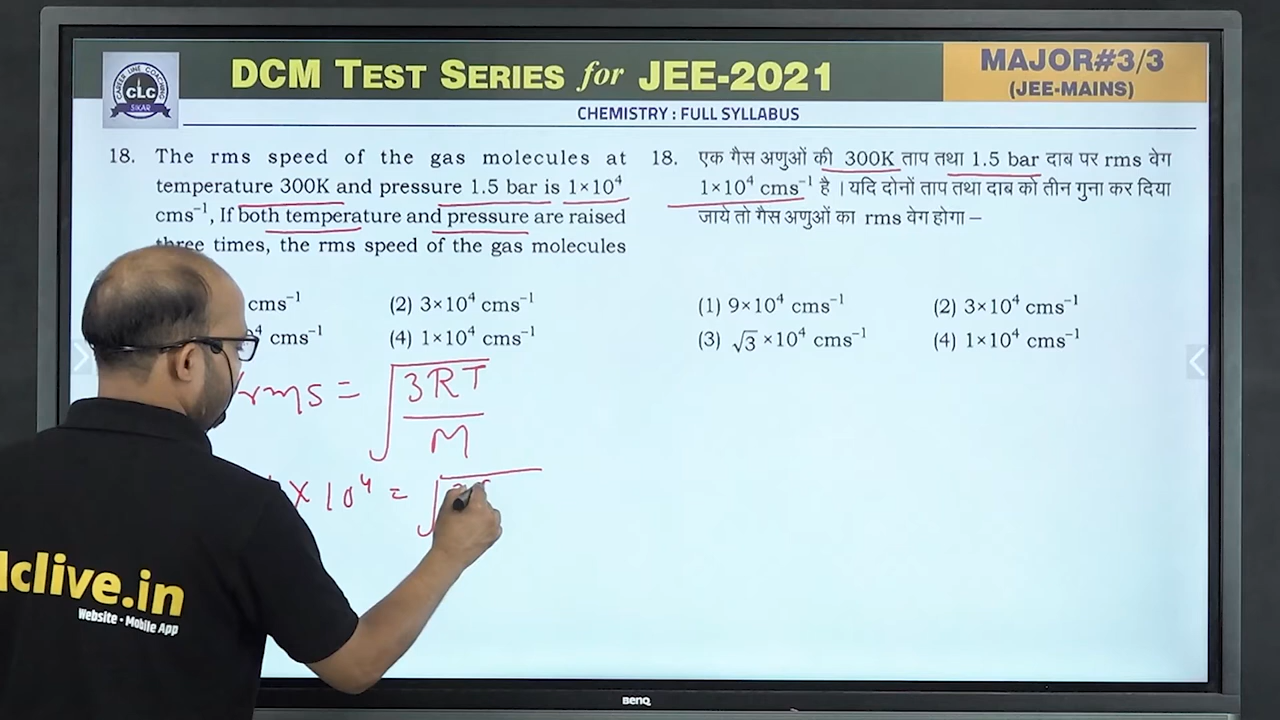 CAREER LINE COACHING
CLC
SIKAR
DCM TEST SERIES for JEE-2021
MAJOR#3/3
(JEE-MAINS)
CHEMISTRY : FULL SYLLABUS
18. The rms speed of the gas molecules at
temperature 300K and pressure 1.5 bar is 1×10⁴
cms⁻¹, If both temperature and pressure are raised
three times, the rms speed of the gas molecules
cms⁻¹ (2) 3×10⁴ cms⁻¹
⁴ cms⁻¹ (4) 1×10⁴ cms⁻¹
18. एक गैस अणुओं की 300K ताप तथा 1.5 bar दाब पर rms वेग
1×10⁴ cms⁻¹ है । यदि दोनों ताप तथा दाब को तीन गुना कर दिया
जाये तो गैस अणुओं का rms वेग होगा –
(1) 9×10⁴ cms⁻¹ (2) 3×10⁴ cms⁻¹
(3) √3 ×10⁴ cms⁻¹ (4) 1×10⁴ cms⁻¹
rms = √3RT
M
× 10⁴ = √
lclive.in
Website • Mobile App
BENQ